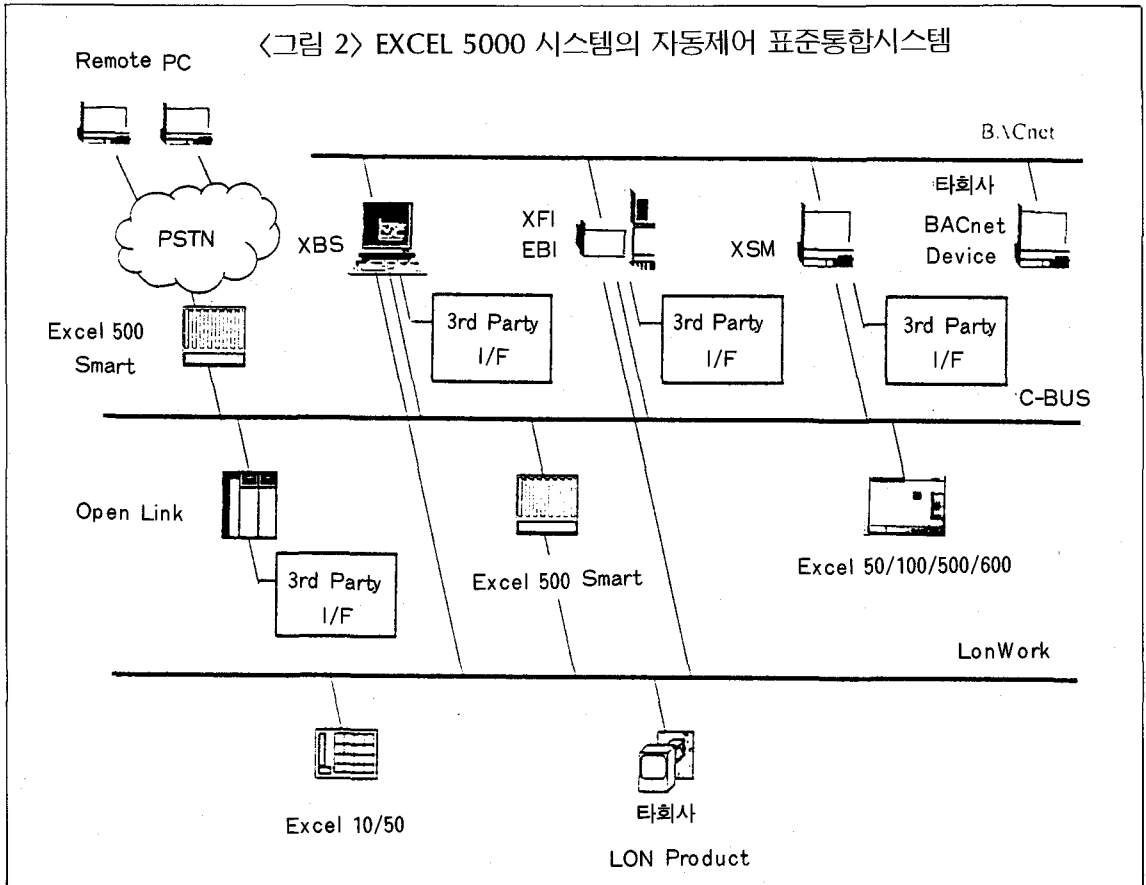 〈그림 2〉 EXCEL 5000 시스템의 자동제어 표준통합시스템
Remote PC
BACnet
PSTN
XBS
XFI
EBI
XSM
타회사
BACnet
Device
3rd Party
I/F
3rd Party
I/F
3rd Party
I/F
Excel 500
Smart
C-BUS
Open Link
3rd Party
I/F
Excel 500 Smart
Excel 50/100/500/600
LonWork
Excel 10/50
타회사
LON Product